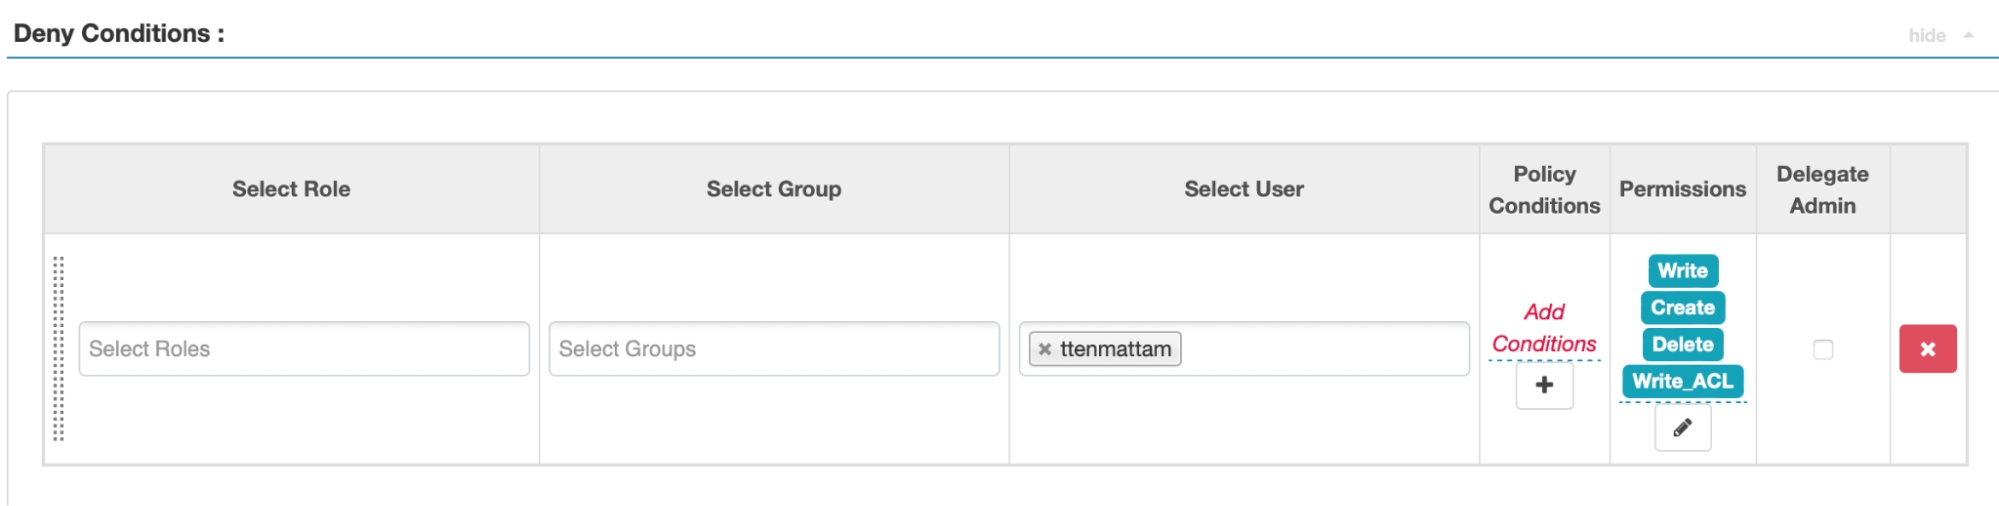 Deny Conditions :
hide
Select Role
Select Group
Select User
Policy
Conditions
Permissions
Delegate
Admin
Select Roles
Select Groups
× ttenmattam
Add
Conditions
+
Write
Create
Delete
Write_ACL
×